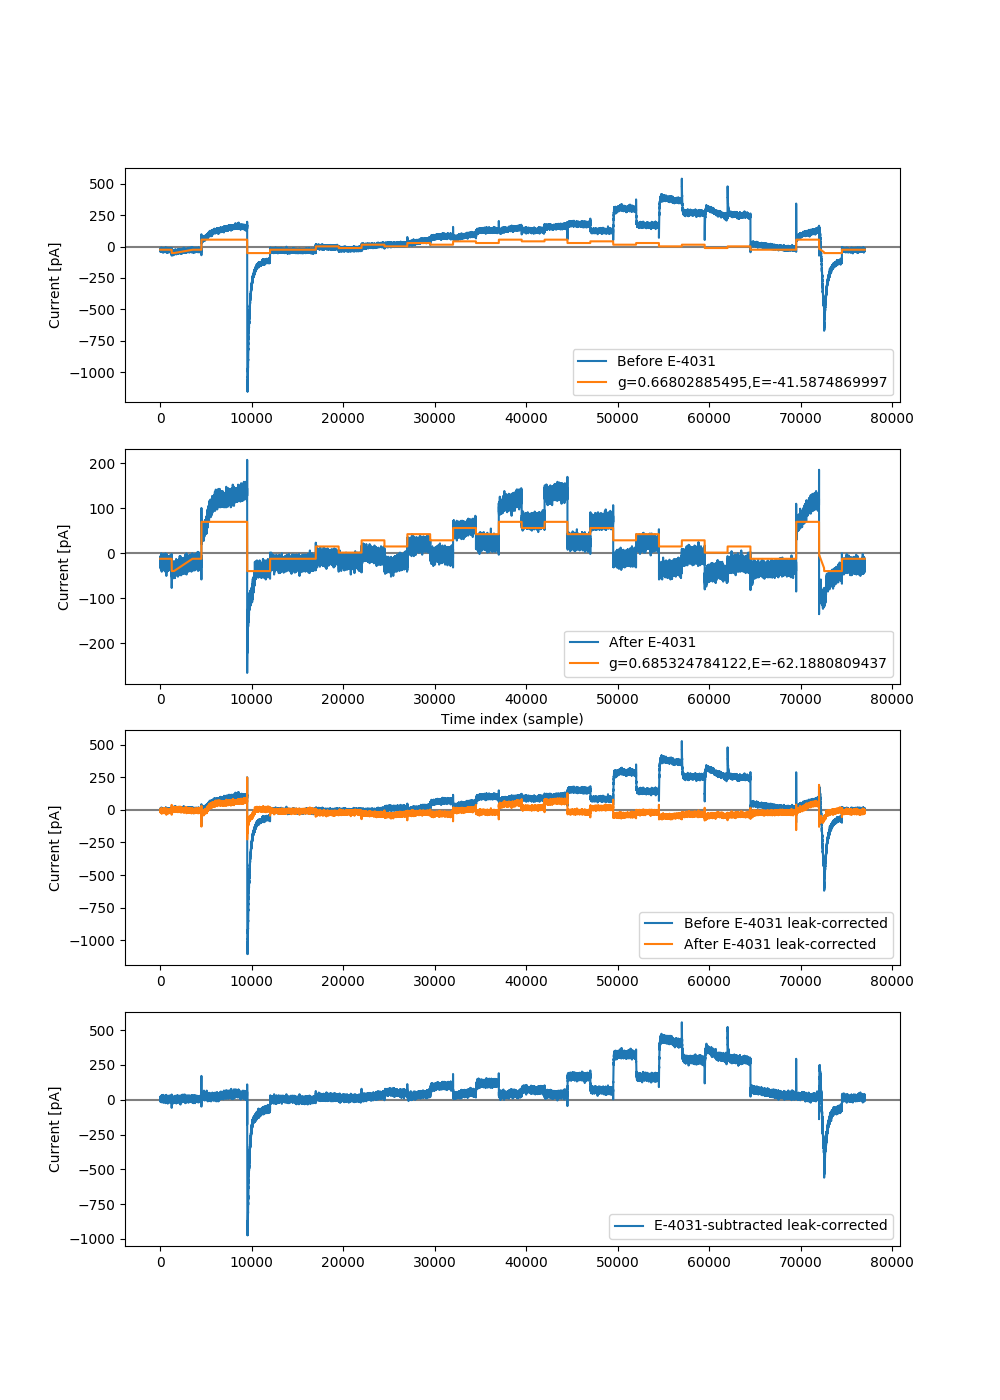 500
250
0
−250
−500
−750
−1000
Current [pA]
Before E-4031
g=0.66802885495,E=-41.5874869997
0 10000 20000 30000 40000 50000 60000 70000 80000
200
100
0
−100
−200
Current [pA]
After E-4031
g=0.685324784122,E=-62.1880809437
0 10000 20000 30000 40000 50000 60000 70000 80000
Time index (sample)
500
250
0
−250
−500
−750
−1000
Current [pA]
Before E-4031 leak-corrected
After E-4031 leak-corrected
0 10000 20000 30000 40000 50000 60000 70000 80000
500
250
0
−250
−500
−750
−1000
Current [pA]
E-4031-subtracted leak-corrected
0 10000 20000 30000 40000 50000 60000 70000 80000